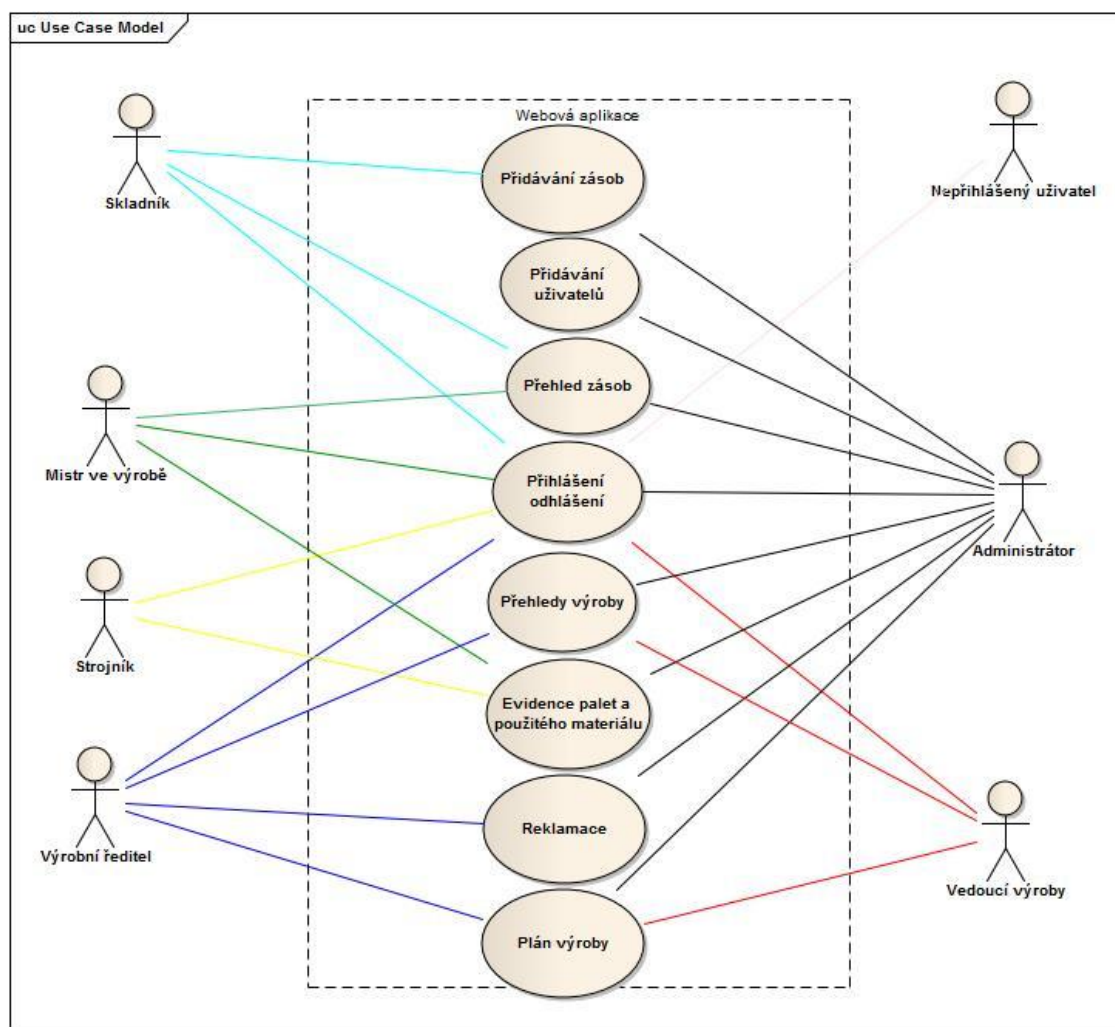 uc Use Case Model
Webová aplikace
Skladník
Nepřihlášený uživatel
Přidávání zásob
Přidávání
uživatelů
Přehled zásob
Mistr ve výrobě
Přihlášení
odhlášení
Administrátor
Strojník
Přehledy výroby
Evidence palet a
použitého materiálu
Výrobní ředitel
Reklamace
Vedoucí výroby
Plán výroby